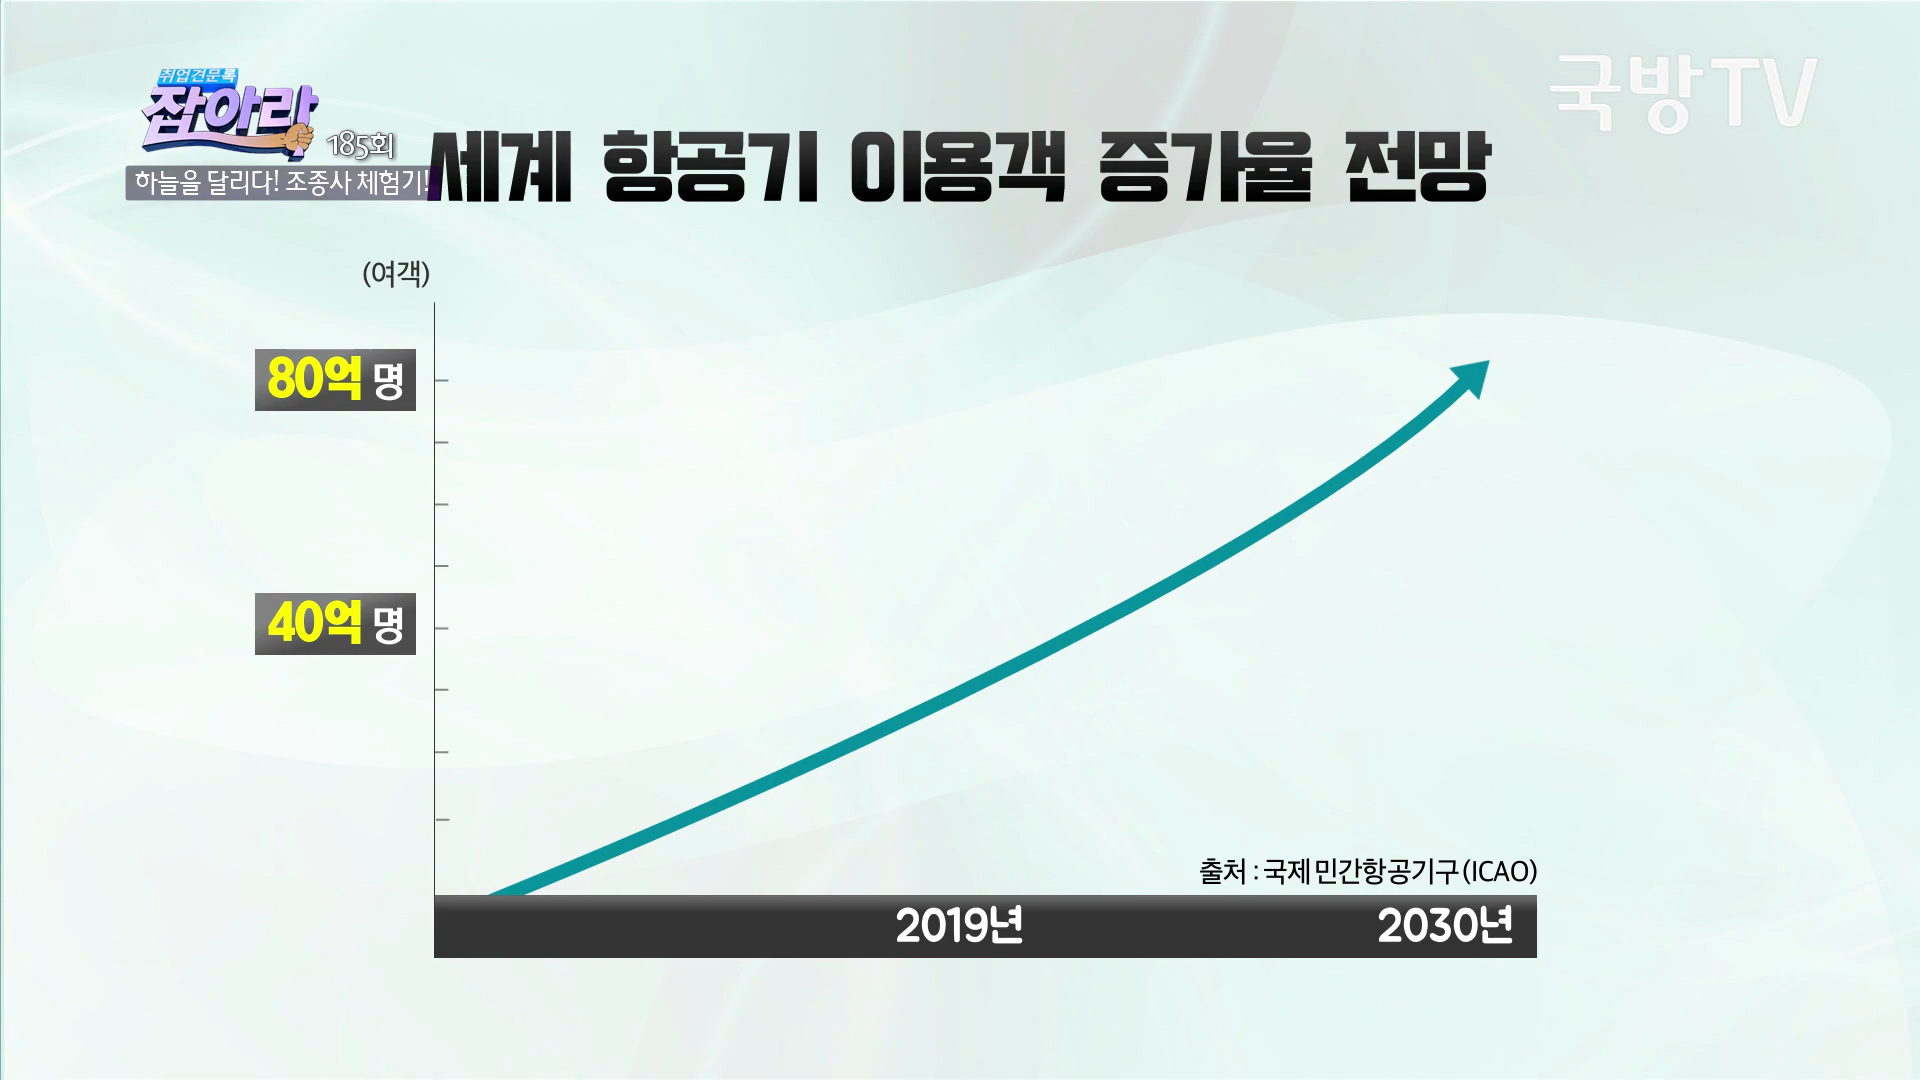 취업견문록
잡아라
185회
하늘을 달리다! 조종사 체험기!
국방TV
세계 항공기 이용객 증가율 전망
(여객)
80억 명
40억 명
출처 : 국제민간항공기구(ICAO)
2019년 2030년